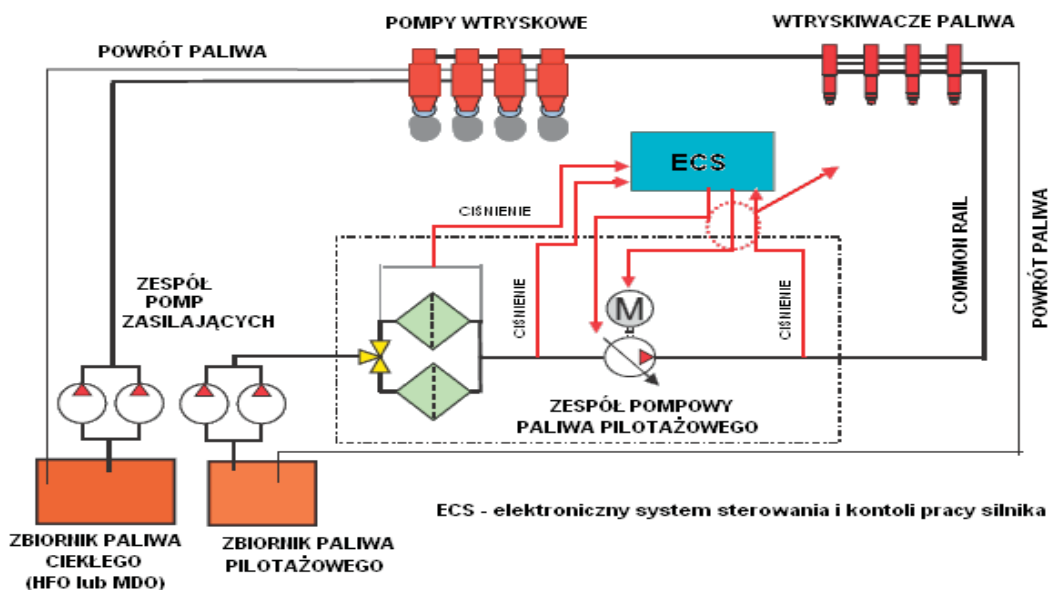 POMPY WTRYSKOWE
WTRYSKIWACZE PALIWA
POWRÓT PALIWA
ECS
CIŚNIENIE
ZESPÓŁ
POMP
ZASILAJĄCYCH
CIŚNIENIE
M
CIŚNIENIE
COMMON RAIL
POWRÓT PALIWA
ZESPÓŁ POMPOWY
PALIWA PILOTAŻOWEGO
ECS - elektroniczny system sterowania i kontoli pracy silnika
ZBIORNIK PALIWA
CIEKŁEGO
(HFO lub MDO)
ZBIORNIK PALIWA
PILOTAŻOWEGO